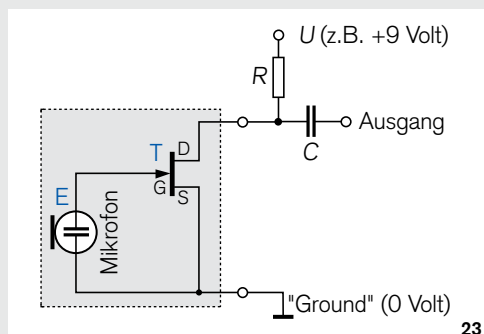 U (z.B. +9 Volt)
R
Ausgang
C
T
D
G
S
E
Mikrofon
"Ground" (0 Volt)
23